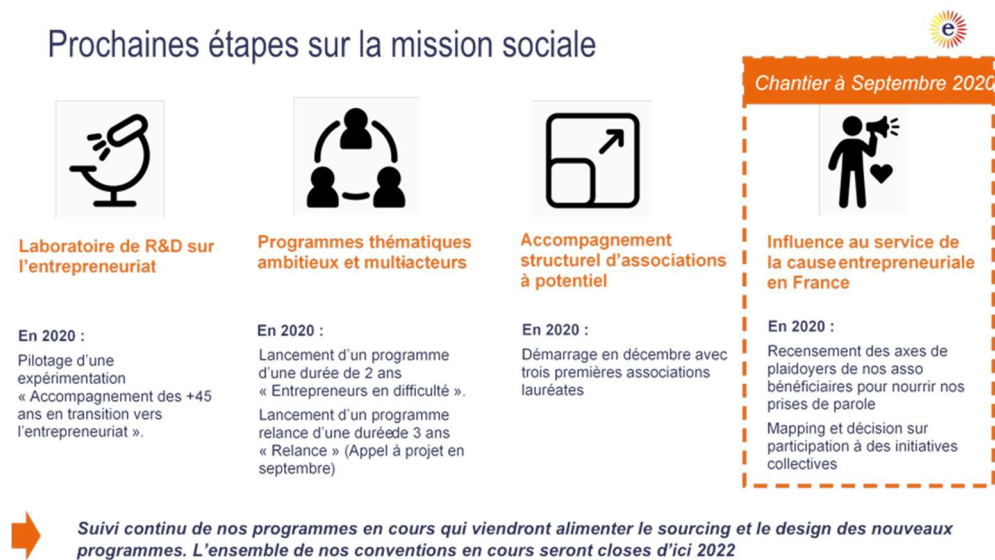 Prochaines étapes sur la mission sociale
e
Chantier à Septembre 2020
Laboratoire de R&D sur
l'entrepreneuriat
En 2020 :
Pilotage d'une
expérimentation
« Accompagnement des +45
ans en transition vers
l'entrepreneuriat ».
Programmes thématiques
ambitieux et multi-acteurs
En 2020 :
Lancement d'un programme
d'une durée de 2 ans
« Entrepreneurs en difficulté ».
Lancement d'un programme
relance d'une durée de 3 ans
« Relance » (Appel à projet en
septembre)
Accompagnement
structurel d'associations
à potentiel
En 2020 :
Démarrage en décembre avec
trois premières associations
lauréates
Influence au service de
la cause entrepreneuriale
en France
En 2020 :
Recensement des axes de
plaidoyers de nos asso
bénéficiaires pour nourrir nos
prises de parole
Mapping et décision sur
participation à des initiatives
collectives
Suivi continu de nos programmes en cours qui viendront alimenter le sourcing et le design des nouveaux
programmes. L'ensemble de nos conventions en cours seront closes d'ici 2022